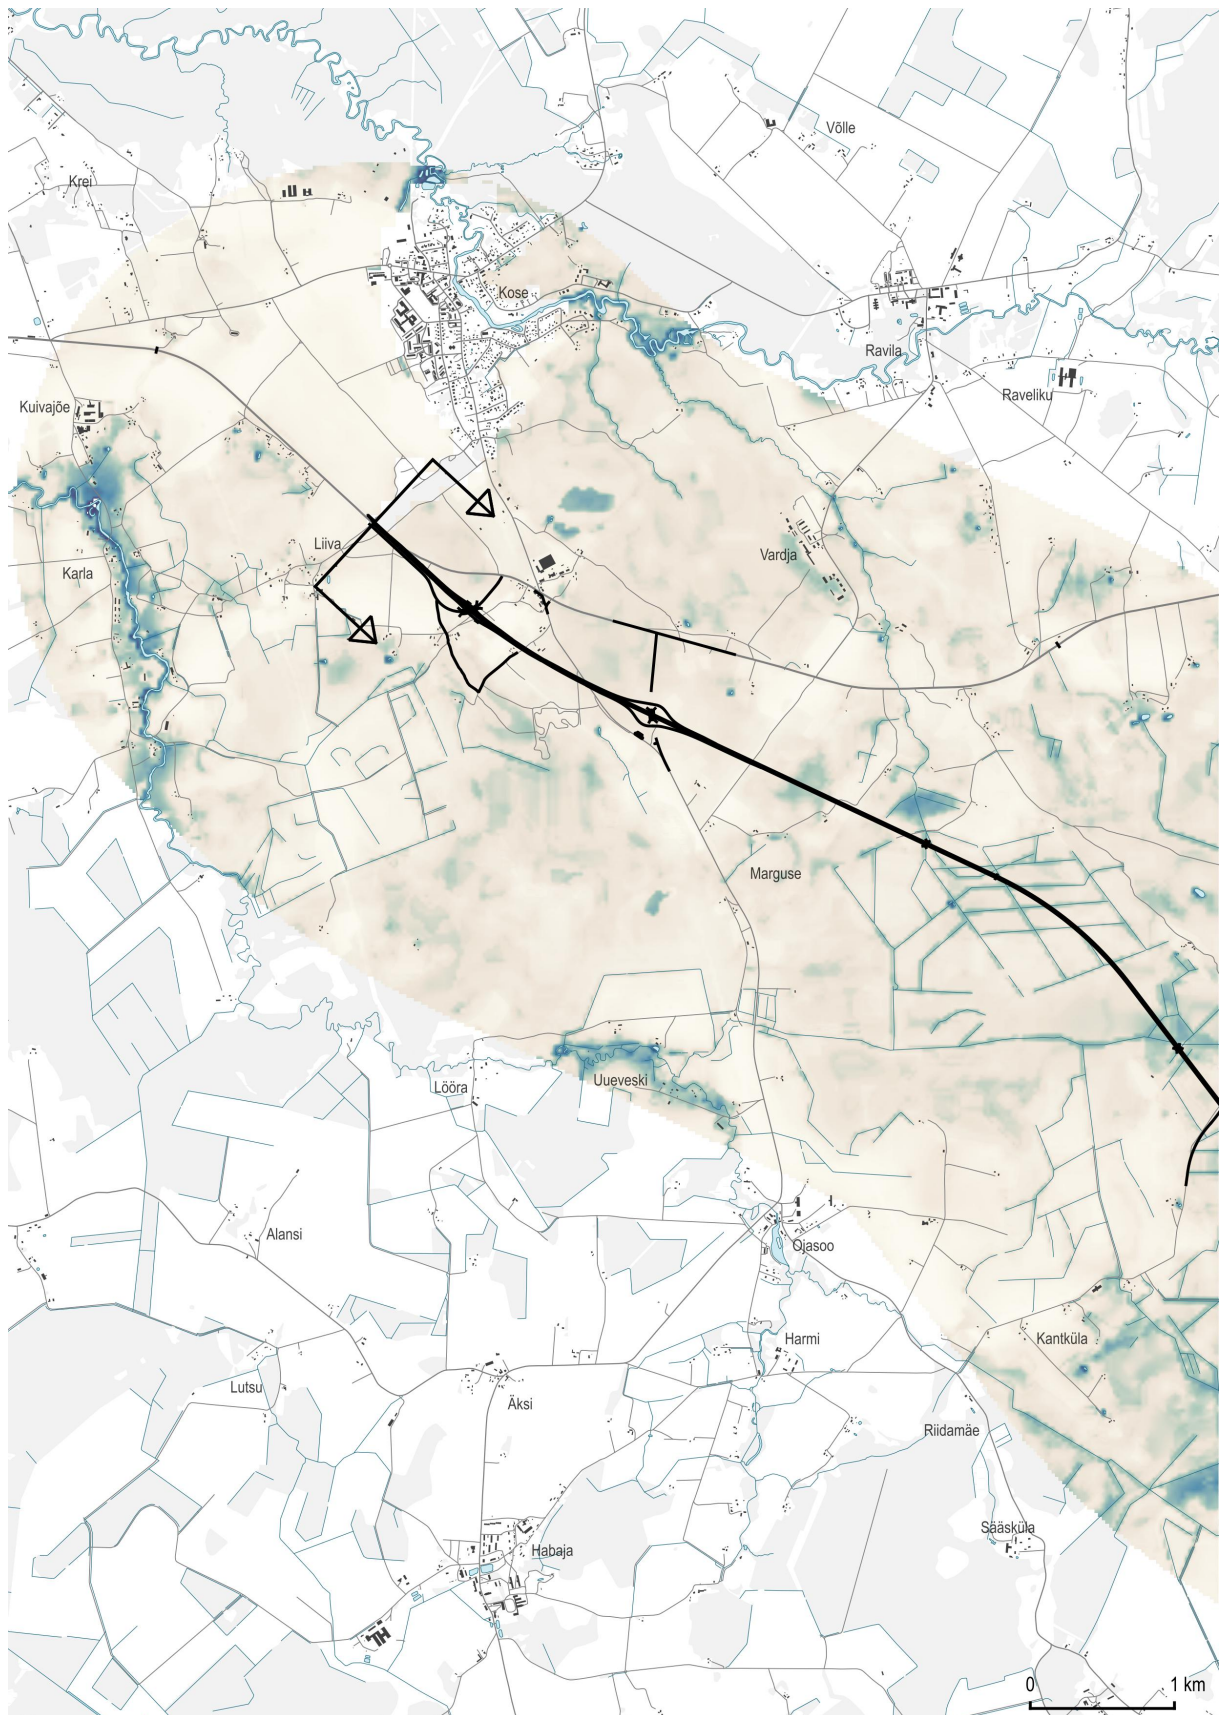 Võlle
Krei
Kose
Ravila
Raveliku
Kuivajõe
Liiva
Vardja
Karla
Marguse
Uueveski
Lööra
Alansi
Ojasoo
Harmi
Kantküla
Lutsu
Äksi
Riidamäe
Sääsküla
Habaja
0 1 km